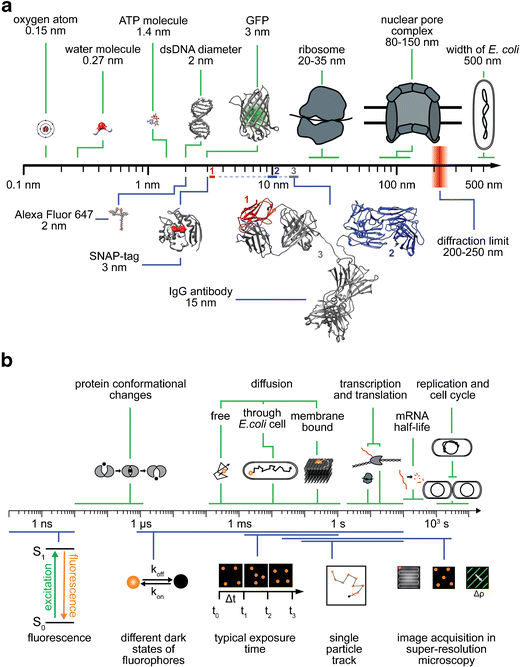 a
oxygen atom
0.15 nm
water molecule
0.27 nm
ATP molecule
1.4 nm
dsDNA diameter
2 nm
GFP
3 nm
ribosome
20-35 nm
nuclear pore
complex
80-150 nm
width of E. coli
500 nm
1
2
3
0.1 nm
1 nm
10 nm
100 nm
500 nm
Alexa Fluor 647
2 nm
SNAP-tag
3 nm
1
3
IgG antibody
15 nm
2
diffraction limit
200-250 nm
b
protein conformational
changes
diffusion
free
through
E.coli cell
membrane
bound
transcription and
translation
mRNA
half-life
replication and
cell cycle
1 ns
1 µs
1 ms
1 s
10³ s
S1
S0
excitation
fluorescence
fluorescence
koff
kon
different dark
states of
fluorophores
Δt
t0
t1
t2
t3
typical exposure
time
single
particle
track
Δp
image acquisition in
super-resolution
microscopy